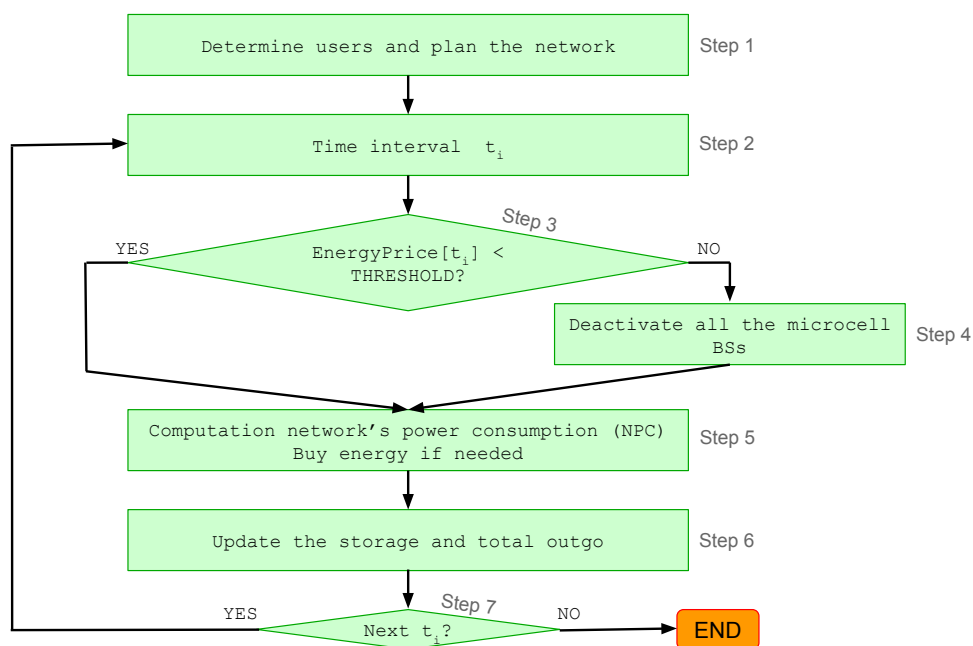 Determine users and plan the network
Step 1
Time interval t_i
Step 2
Step 3
YES
EnergyPrice[t_i] <
THRESHOLD?
NO
Deactivate all the microcell
BSs
Step 4
Computation network’s power consumption (NPC)
Buy energy if needed
Step 5
Update the storage and total outgo
Step 6
Step 7
YES
Next t_i?
NO
END